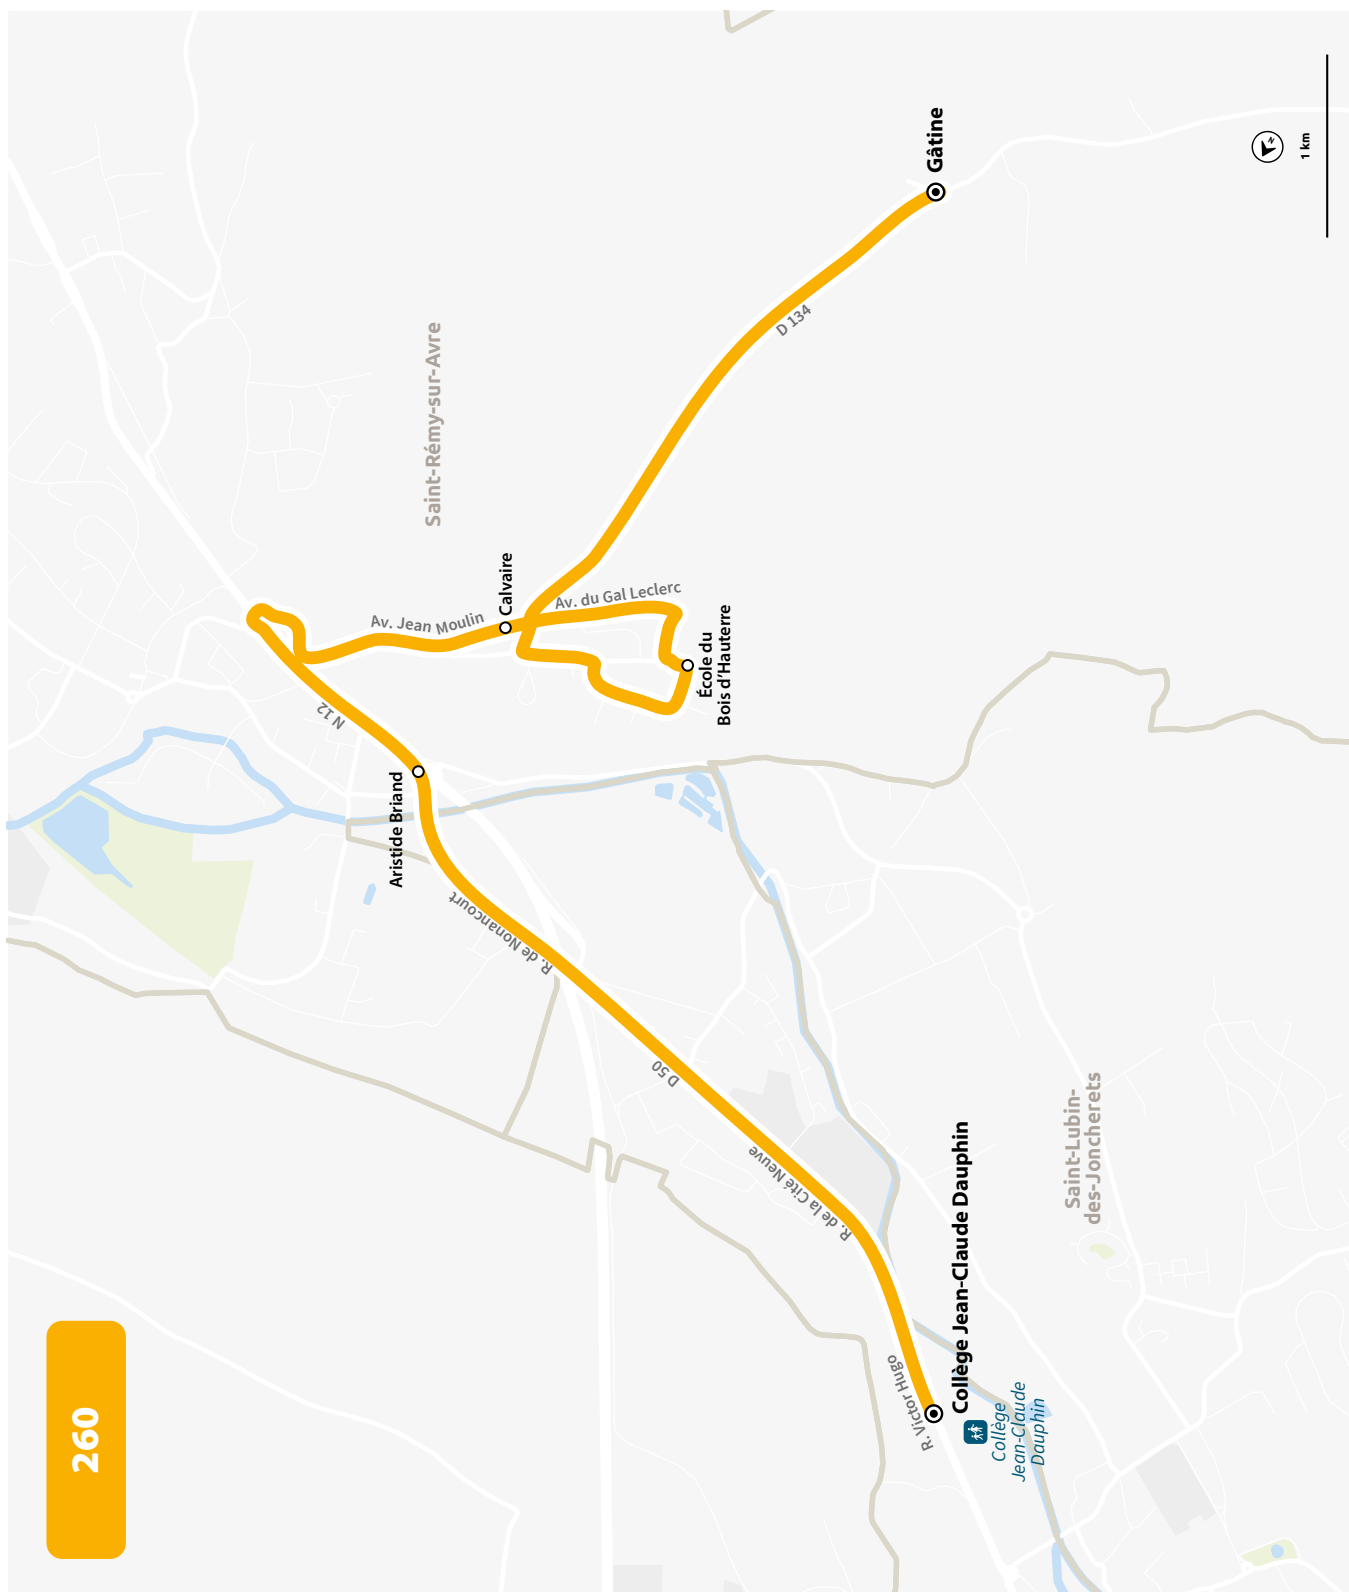 260
R. Victor Hugo
Collège Jean-Claude Dauphin
Collège
Jean-Claude
Dauphin
R. de la Cité Neuve
D 50
Saint-Lubin-
des-Joncherets
R. de Nonancourt
Aristide Briand
N 12
Av. Jean Moulin
Calvaire
Av. du Gal Leclerc
École du
Bois d'Hauterre
Saint-Rémy-sur-Avre
D 134
Gâtine
N
1 km